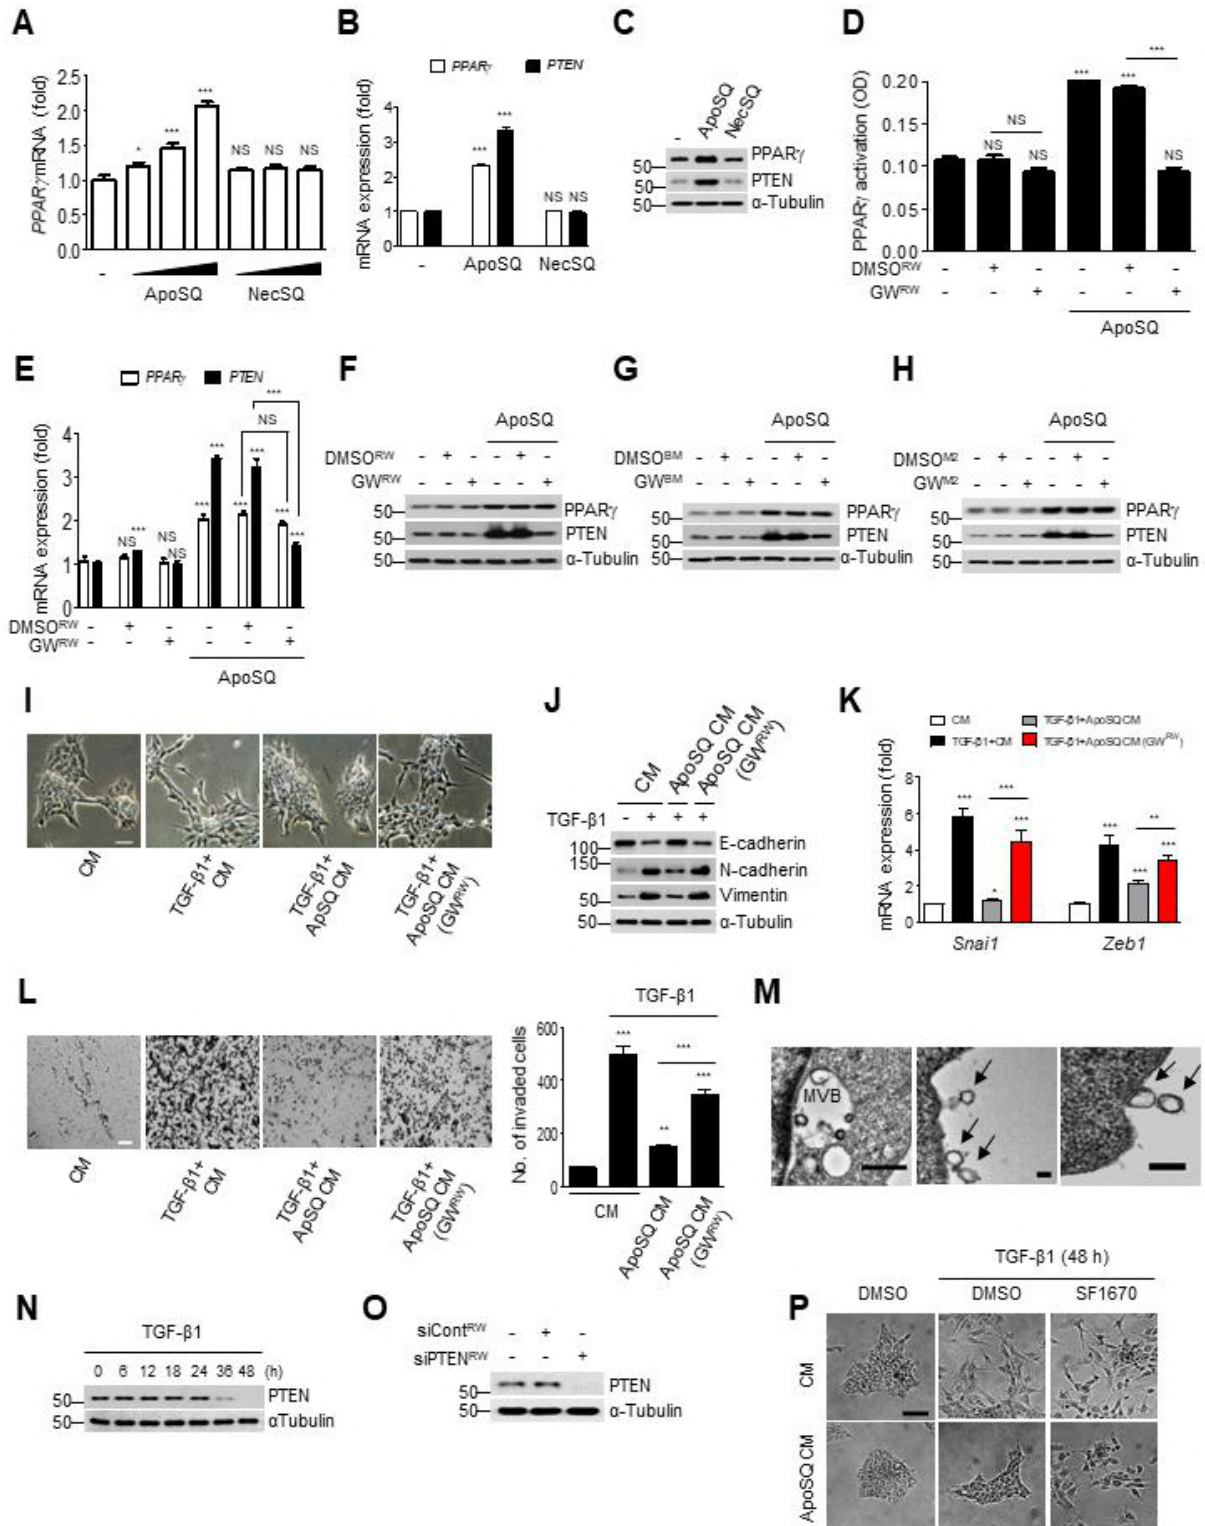 A
PPARγ mRNA (fold)
2.5
2.0
1.5
1.0
0.5
0.0
* *** *** NS NS NS
-
ApoSQ
NecSQ
B
PPARγ
PTEN
mRNA expression (fold)
4
3
2
1
0
*** *** NS NS
- ApoSQ NecSQ
C
- ApoSQ NecSQ
50 PPARγ
50 PTEN
50 α-Tubulin
D
PPARγ activation (OD)
0.20
0.15
0.10
0.05
0.00
***
NS
NS NS *** *** NS
DMSOᴿᵂ - + - - + -
GWᴿᵂ - - + - - +
ApoSQ
E
PPARγ
PTEN
mRNA expression (fold)
4
3
2
1
0
***
NS
NS *** NS NS *** *** *** *** *** ***
DMSOᴿᵂ - + - - + -
GWᴿᵂ - - + - - +
ApoSQ
F
ApoSQ
DMSOᴿᵂ - + - - + -
GWᴿᵂ - - + - - +
50 PPARγ
50 PTEN
50 α-Tubulin
G
ApoSQ
DMSOᴮᴹ - + - - + -
GWᴮᴹ - - + - - +
50 PPARγ
50 PTEN
50 α-Tubulin
H
ApoSQ
DMSOᴹ² - + - - + -
GWᴹ² - - + - - +
50 PPARγ
50 PTEN
50 α-Tubulin
I
CM
TGF-β1+
CM
TGF-β1+
ApSQ CM
TGF-β1+
ApoSQ CM
(GWᴿᵂ)
J
CM
ApoSQ CM
ApoSQ CM
(GWᴿᵂ)
TGF-β1 - + + +
100 E-cadherin
150 N-cadherin
50 Vimentin
50 α-Tubulin
K
CM
TGF-β1+CM
TGF-β1+ApoSQ CM
TGF-β1+ApoSQ CM (GWᴿᵂ)
mRNA expression (fold)
8
6
4
2
0
*** **
*** * *** *** *** ***
Snai1
Zeb1
L
CM
TGF-β1+
CM
TGF-β1+
ApSQ CM
TGF-β1+
ApoSQ CM
(GWᴿᵂ)
TGF-β1
No. of invaded cells
600
400
200
0
***
*** ** ***
CM
ApoSQ CM
ApoSQ CM
(GWᴿᵂ)
M
MVB
N
TGF-β1
0 6 12 18 24 36 48 (h)
50 PTEN
50 αTubulin
O
siContᴿᵂ - + -
siPTENᴿᵂ - - +
50 PTEN
50 α-Tubulin
P
TGF-β1 (48 h)
DMSO DMSO SF1670
CM
ApoSQ CM